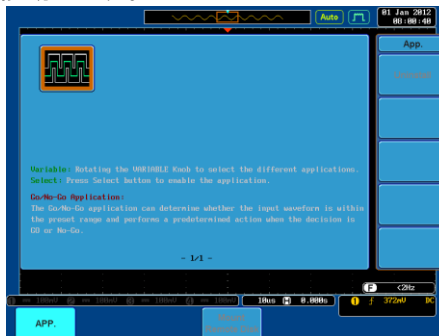 Auto
01 Jan 2012
08:00:40
App.
Variable: Rotating the VARIABLE Knob to select the different applications.
Select: Press Select button to enable the application.
Go/No-Go Application:
The Go/No-Go application can determine whether the input waveform is within
the preset range and performs a predetermined action when the decision is
GO or No-Go.
- 1/1 -
F <2Hz
10us 0.000s
1 f 372mV DC
APP.